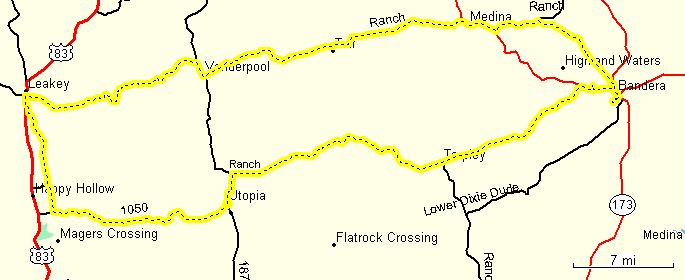 Ranch
Medina
Ranch
83
Tarpley
Vanderpool
Highland Waters
Leakey
Bandera
Ranch
Happy Hollow
Utopia
Lower Dixie Dude
1050
173
Magers Crossing
Flatrock Crossing
Medina
83
187
Ranc
7 mi